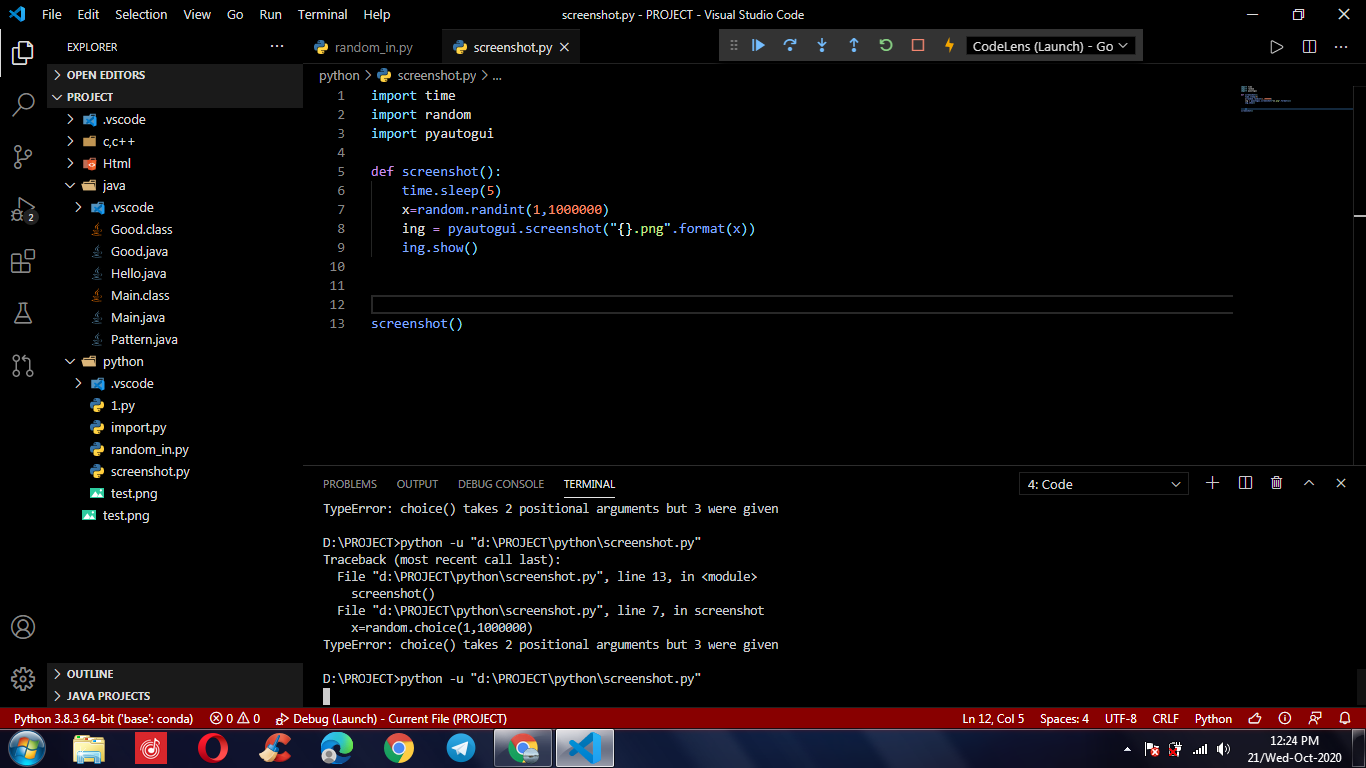 File Edit Selection View Go Run Terminal Help
screenshot.py - PROJECT - Visual Studio Code
EXPLORER
OPEN EDITORS
PROJECT
.vscode
c,c++
Html
java
.vscode
Good.class
Good.java
Hello.java
Main.class
Main.java
Pattern.java
python
.vscode
1.py
import.py
random_in.py
screenshot.py
test.png
test.png
OUTLINE
JAVA PROJECTS
2
random_in.py screenshot.py
CodeLens (Launch) - Go
python > screenshot.py > ...
1 import time
2 import random
3 import pyautogui
4
5 def screenshot():
6 time.sleep(5)
7 x=random.randint(1,1000000)
8 ing = pyautogui.screenshot("{}.png".format(x))
9 ing.show()
10
11
12
13 screenshot()
PROBLEMS OUTPUT DEBUG CONSOLE TERMINAL
4: Code
TypeError: choice() takes 2 positional arguments but 3 were given
D:\PROJECT>python -u "d:\PROJECT\python\screenshot.py"
Traceback (most recent call last):
File "d:\PROJECT\python\screenshot.py", line 13, in <module>
screenshot()
File "d:\PROJECT\python\screenshot.py", line 7, in screenshot
x=random.choice(1,1000000)
TypeError: choice() takes 2 positional arguments but 3 were given
D:\PROJECT>python -u "d:\PROJECT\python\screenshot.py"
Python 3.8.3 64-bit ('base': conda) 0 0 Debug (Launch) - Current File (PROJECT)
Ln 12, Col 5 Spaces: 4 UTF-8 CRLF Python
12:24 PM
21/Wed-Oct-2020